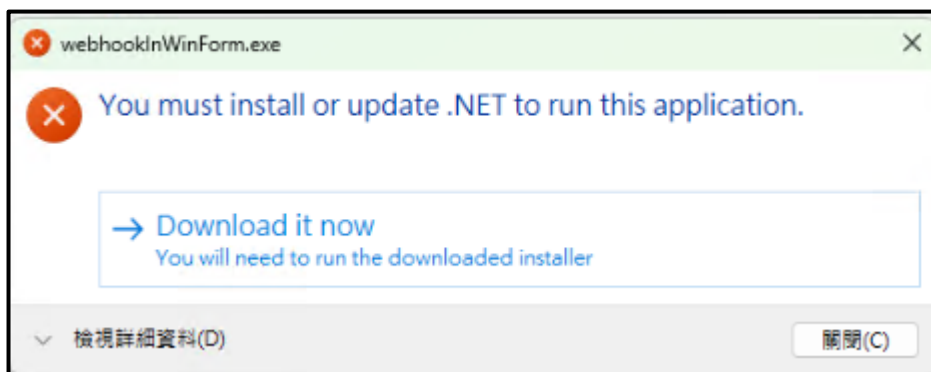 webhookInWinForm.exe
You must install or update .NET to run this application.
Download it now
You will need to run the downloaded installer
檢視詳細資料(D)
關閉(C)